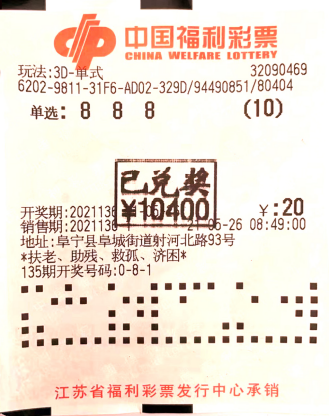 中国福利彩票
CHINA WELFARE LOTTERY
玩法:3D-单式 32090469
6202-9811-31F6-AD02-329D/94490851/80404
单选: 8 8 8 (10)
已兑奖
¥10400
开奖期:2021136 ¥:20
销售期:2021136 21-05-26 08:49:00
地址:阜宁县阜城街道射河北路93号
*扶老、助残、救孤、济困*
135期开奖号码:0-8-1
江苏省福利彩票发行中心承销